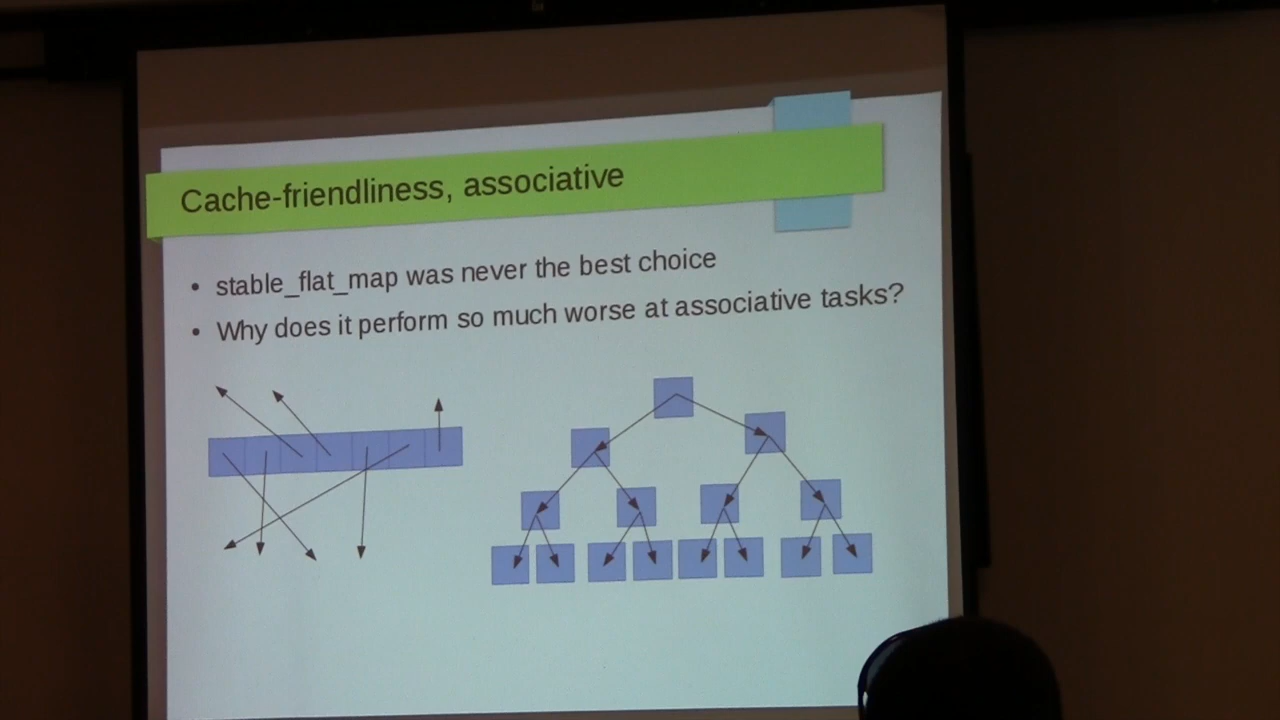 Cache-friendliness, associative
• stable_flat_map was never the best choice
• Why does it perform so much worse at associative tasks?